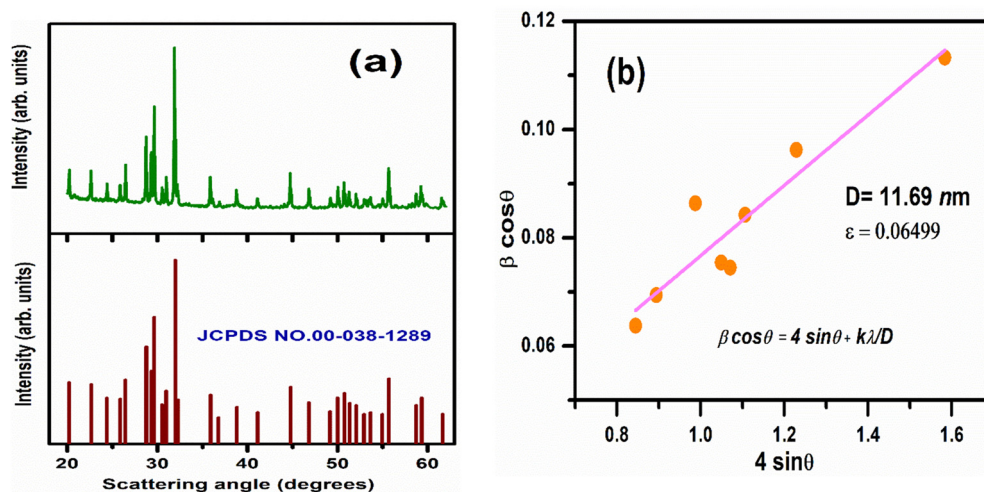 (a)
Intensity (arb. units)
JCPDS NO.00-038-1289
Intensity (arb. units)
20 30 40 50 60
Scattering angle (degrees)
(b)
0.12
0.10
0.08
0.06
β cosθ
D= 11.69 nm
ε = 0.06499
β cosθ = 4 sinθ + kλ/D
0.8 1.0 1.2 1.4 1.6
4 sinθ